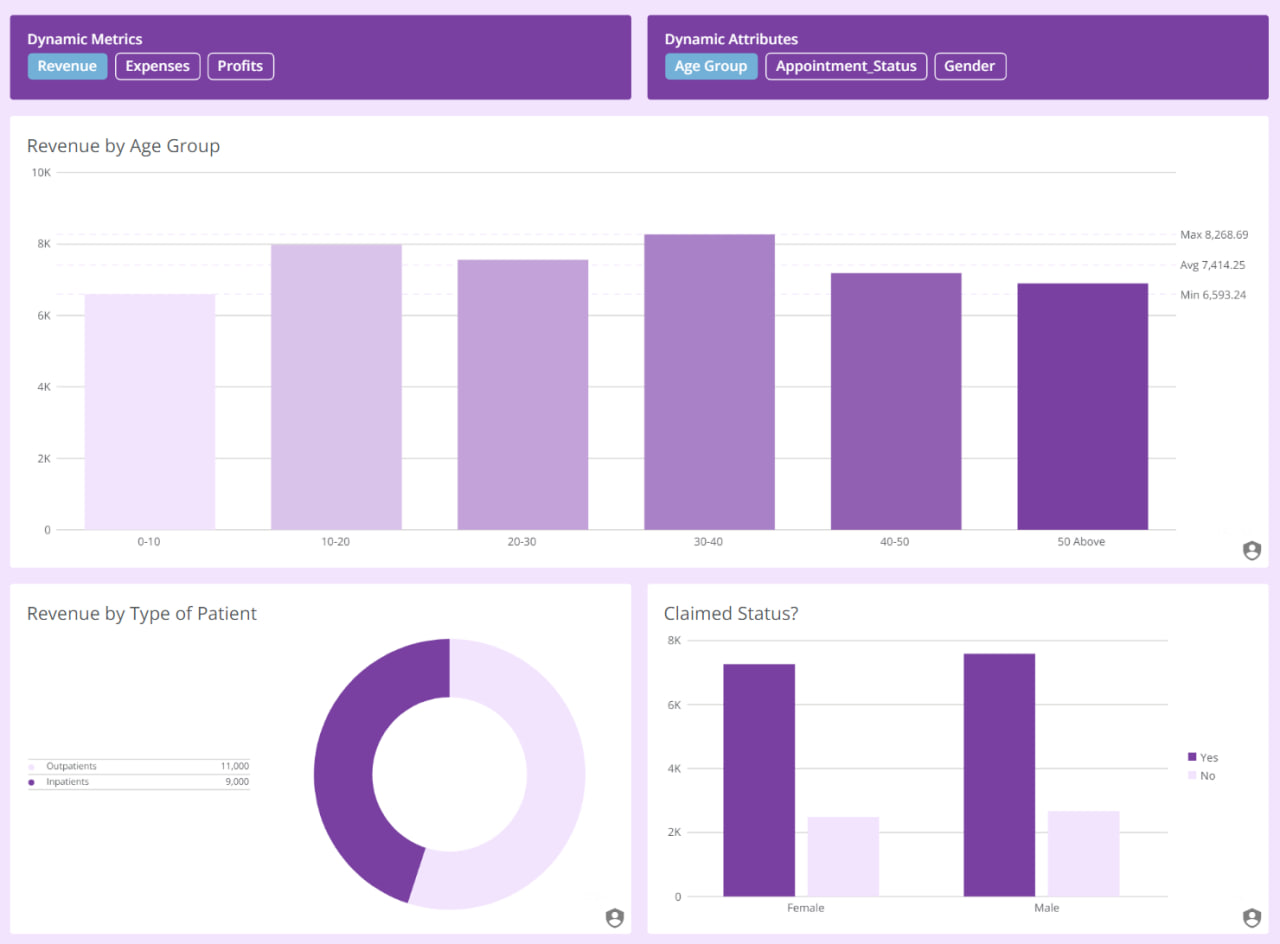 Dynamic Metrics
Revenue Expenses Profits
Dynamic Attributes
Age Group Appointment_Status Gender
Revenue by Age Group
10K
8K
6K
4K
2K
0
Max 8,268.69
Avg 7,414.25
Min 6,593.24
0-10 10-20 20-30 30-40 40-50 50 Above
Revenue by Type of Patient
Outpatients 11,000
Inpatients 9,000
Claimed Status?
8K
6K
4K
2K
0
Female Male
Yes
No